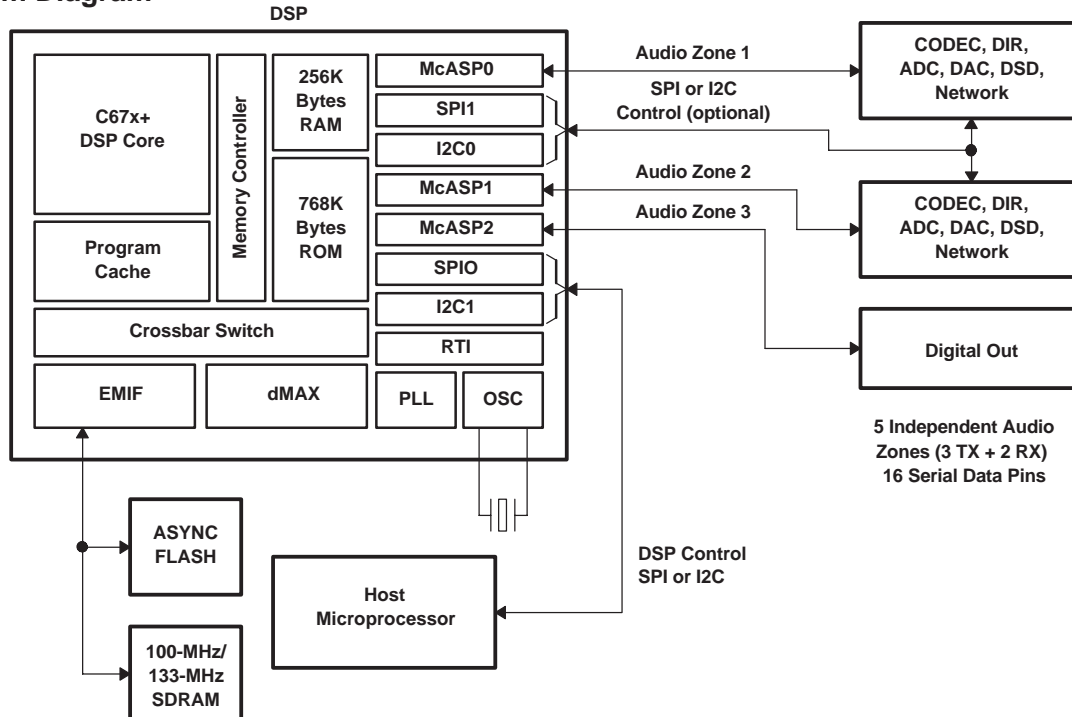 DSP
C67x+
DSP Core
Program
Cache
Memory Controller
256K
Bytes
RAM
768K
Bytes
ROM
McASP0
SPI1
I2C0
McASP1
McASP2
SPIO
I2C1
RTI
Crossbar Switch
EMIF
dMAX
PLL
OSC
Audio Zone 1
SPI or I2C
Control (optional)
Audio Zone 2
Audio Zone 3
CODEC, DIR,
ADC, DAC, DSD,
Network
CODEC, DIR,
ADC, DAC, DSD,
Network
Digital Out
5 Independent Audio
Zones (3 TX + 2 RX)
16 Serial Data Pins
ASYNC
FLASH
100-MHz/
133-MHz
SDRAM
Host
Microprocessor
DSP Control
SPI or I2C